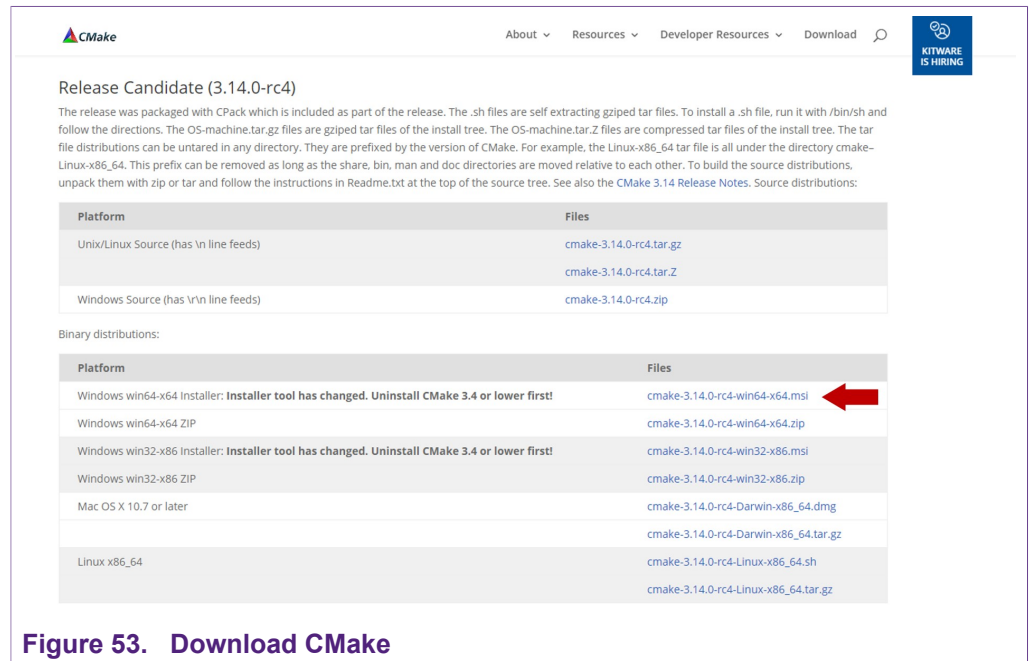 CMake
About
Resources
Developer Resources
Download
KITWARE
IS HIRING
Release Candidate (3.14.0-rc4)
The release was packaged with CPack which is included as part of the release. The .sh files are self extracting gziped tar files. To install a .sh file, run it with /bin/sh and
follow the directions. The OS-machine.tar.gz files are gziped tar files of the install tree. The OS-machine.tar.Z files are compressed tar files of the install tree. The tar
file distributions can be untared in any directory. They are prefixed by the version of CMake. For example, the Linux-x86_64 tar file is all under the directory cmake–
Linux-x86_64. This prefix can be removed as long as the share, bin, man and doc directories are moved relative to each other. To build the source distributions,
unpack them with zip or tar and follow the instructions in Readme.txt at the top of the source tree. See also the CMake 3.14 Release Notes. Source distributions:
Platform Files
Unix/Linux Source (has \n line feeds) cmake-3.14.0-rc4.tar.gz
cmake-3.14.0-rc4.tar.Z
Windows Source (has \r\n line feeds) cmake-3.14.0-rc4.zip
Binary distributions:
Platform Files
Windows win64-x64 Installer: Installer tool has changed. Uninstall CMake 3.4 or lower first! cmake-3.14.0-rc4-win64-x64.msi
Windows win64-x64 ZIP cmake-3.14.0-rc4-win64-x64.zip
Windows win32-x86 Installer: Installer tool has changed. Uninstall CMake 3.4 or lower first! cmake-3.14.0-rc4-win32-x86.msi
Windows win32-x86 ZIP cmake-3.14.0-rc4-win32-x86.zip
Mac OS X 10.7 or later cmake-3.14.0-rc4-Darwin-x86_64.dmg
cmake-3.14.0-rc4-Darwin-x86_64.tar.gz
Linux x86_64 cmake-3.14.0-rc4-Linux-x86_64.sh
cmake-3.14.0-rc4-Linux-x86_64.tar.gz
Figure 53. Download CMake